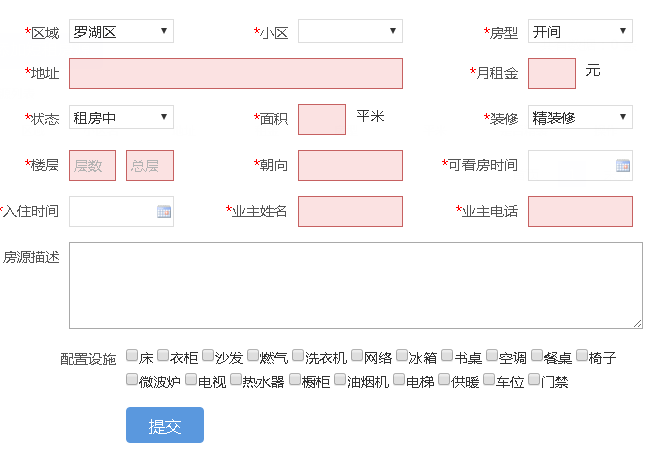 *区域 罗湖区 *小区 *房型 开间
*地址 *月租金 元
*状态 租房中 *面积 平米 *装修 精装修
*楼层 层数 总层 *朝向 *可看房时间
*入住时间 *业主姓名 *业主电话
房源描述
配置设施 床 衣柜 沙发 燃气 洗衣机 网络 冰箱 书桌 空调 餐桌 椅子
微波炉 电视 热水器 橱柜 油烟机 电梯 供暖 车位 门禁
提交